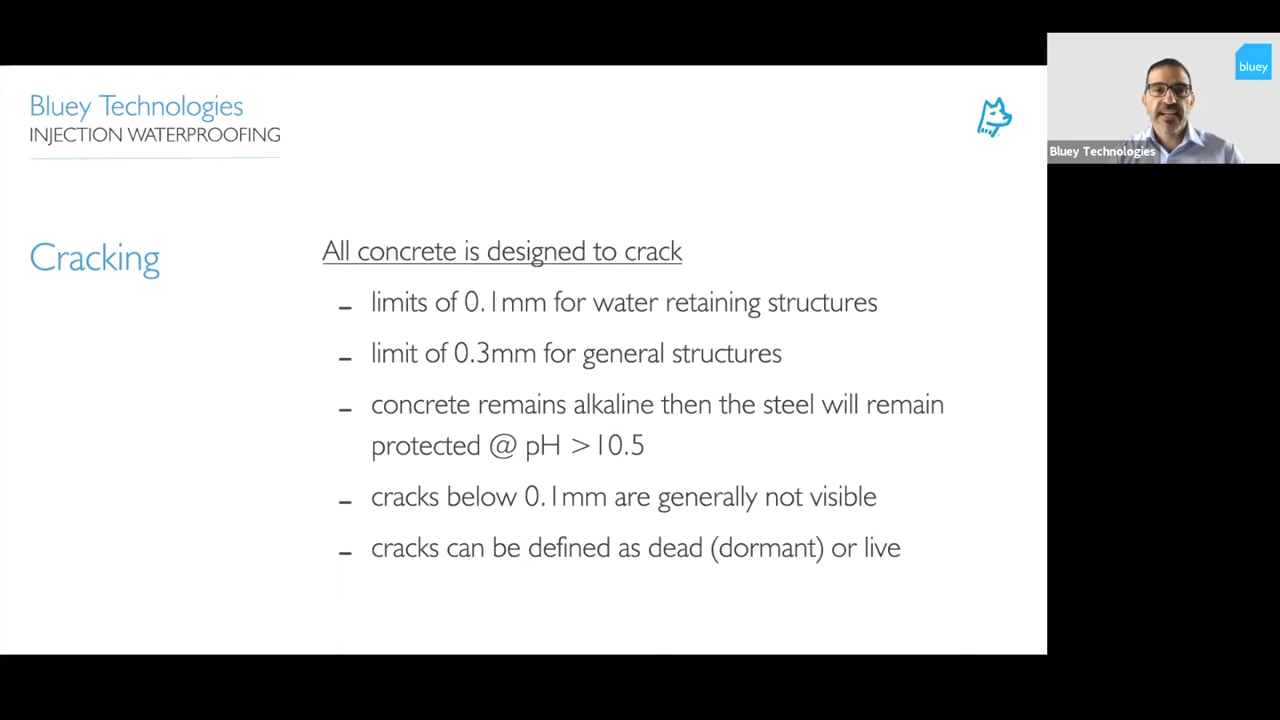 Bluey Technologies
INJECTION WATERPROOFING
Cracking
All concrete is designed to crack
– limits of 0.1mm for water retaining structures
– limit of 0.3mm for general structures
– concrete remains alkaline then the steel will remain
protected @ pH >10.5
– cracks below 0.1mm are generally not visible
– cracks can be defined as dead (dormant) or live
bluey
Bluey Technologies